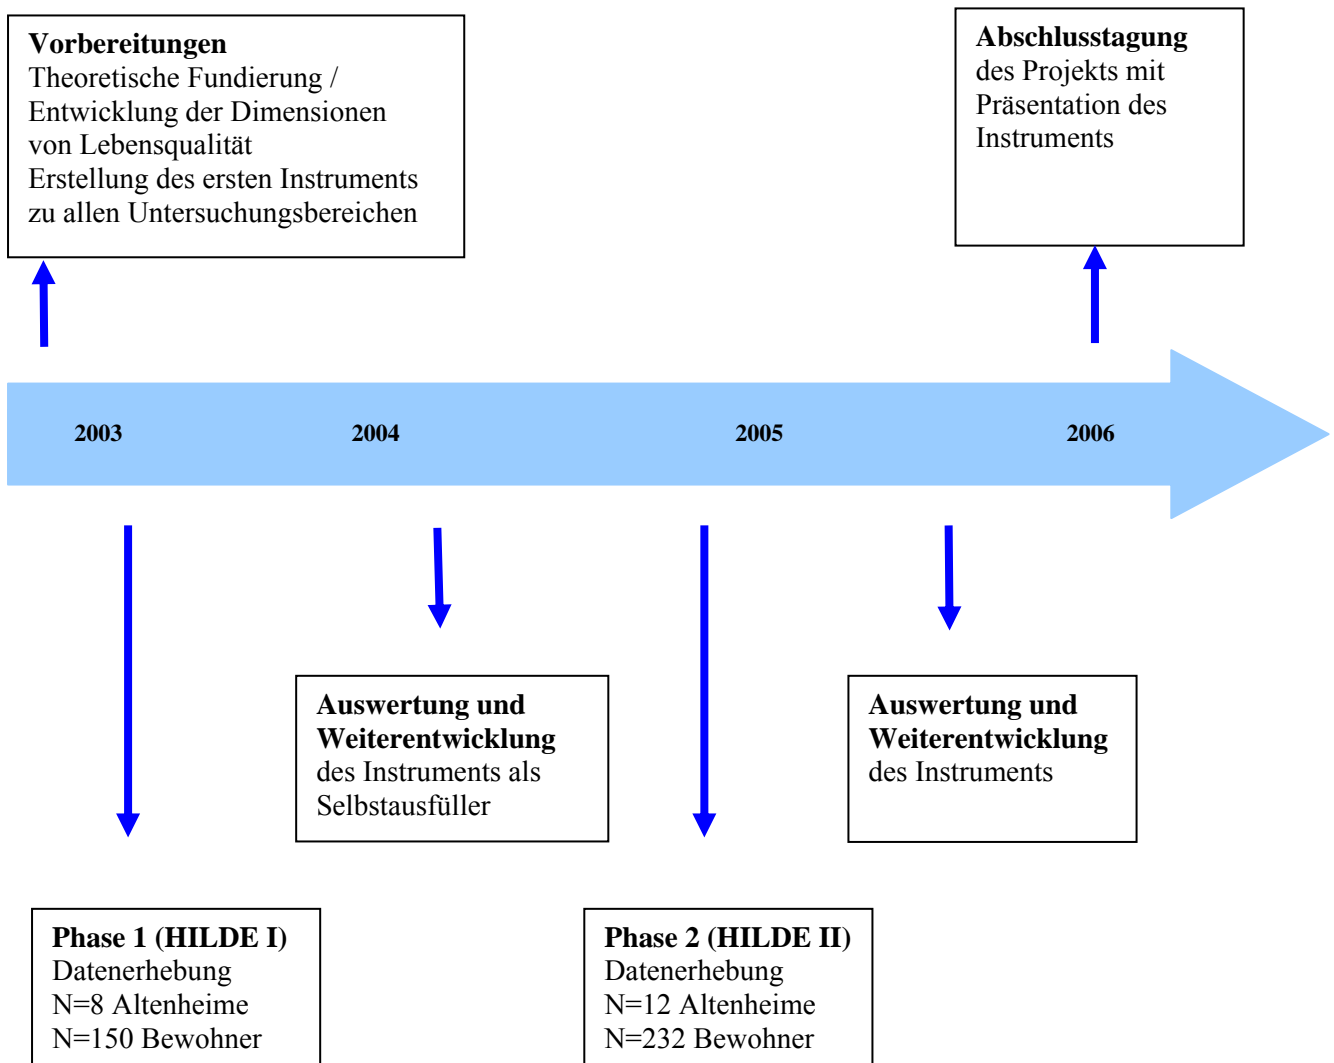 Vorbereitungen
Theoretische Fundierung /
Entwicklung der Dimensionen
von Lebensqualität
Erstellung des ersten Instruments
zu allen Untersuchungsbereichen
Abschlusstagung
des Projekts mit
Präsentation des
Instruments
2003
2004
2005
2006
Auswertung und
Weiterentwicklung
des Instruments als
Selbstausfüller
Auswertung und
Weiterentwicklung
des Instruments
Phase 1 (HILDE I)
Datenerhebung
N=8 Altenheime
N=150 Bewohner
Phase 2 (HILDE II)
Datenerhebung
N=12 Altenheime
N=232 Bewohner